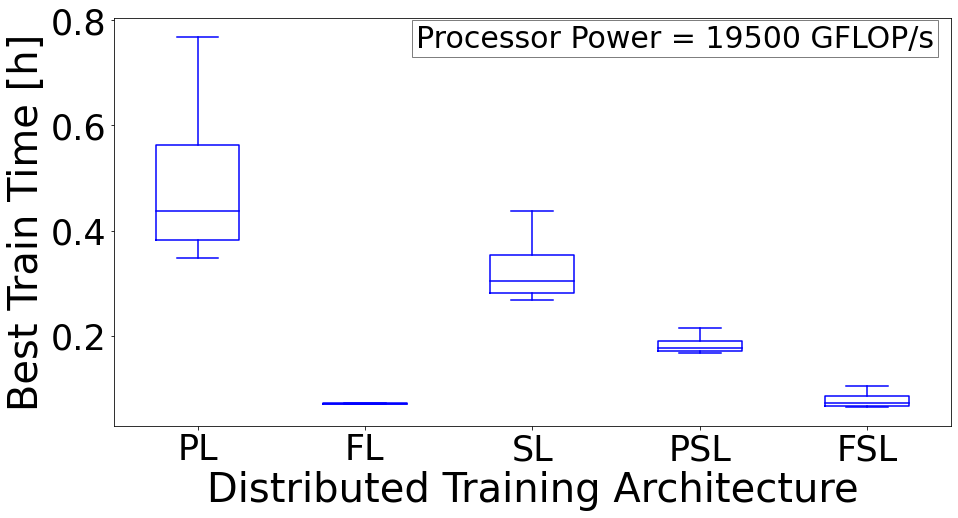 Processor Power = 19500 GFLOP/s
Best Train Time [h]
0.8
0.6
0.4
0.2
PL FL SL PSL FSL
Distributed Training Architecture